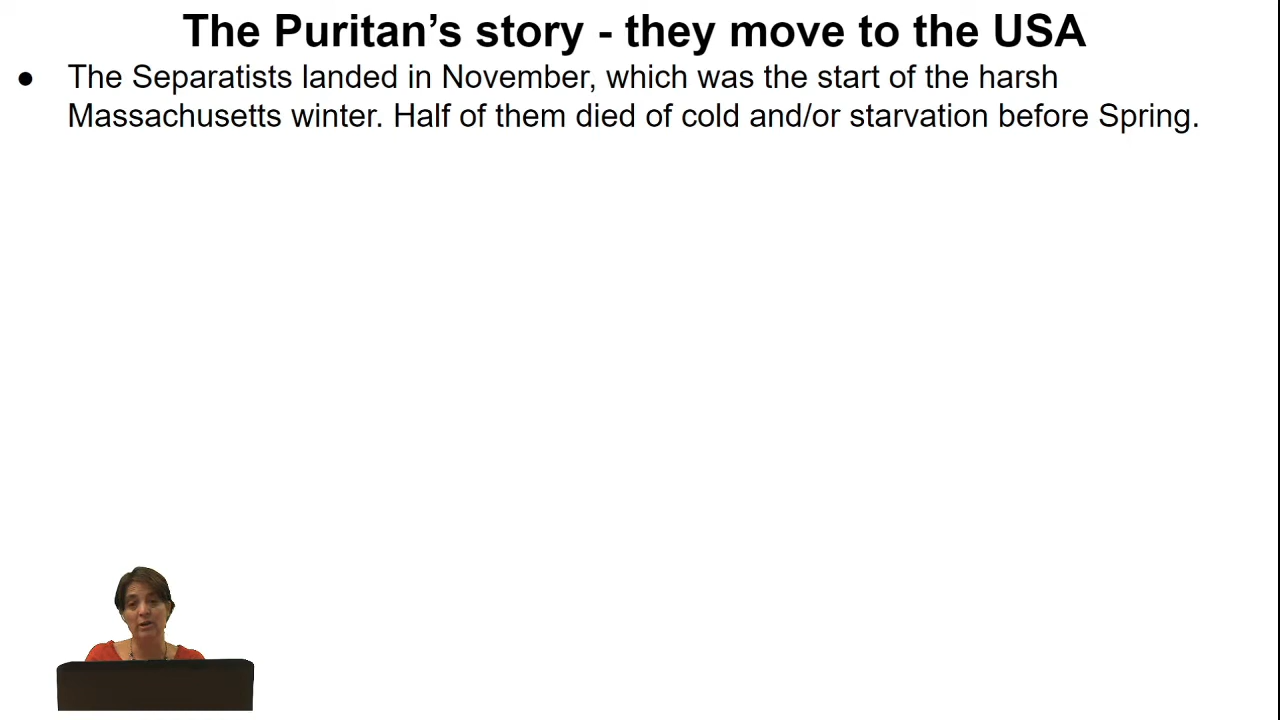 The Puritan’s story - they move to the USA
● The Separatists landed in November, which was the start of the harsh
Massachusetts winter. Half of them died of cold and/or starvation before Spring.